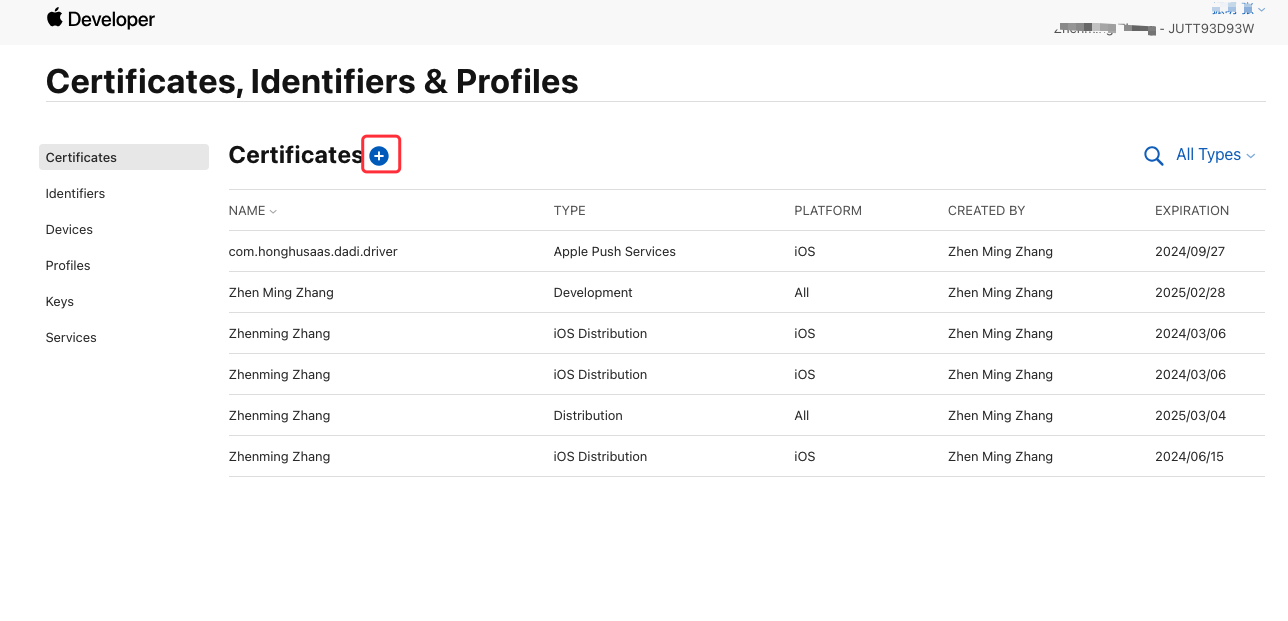 Developer
- JUTT93D93W
Certificates, Identifiers & Profiles
Certificates
Identifiers
Devices
Profiles
Keys
Services
Certificates
All Types
NAME TYPE PLATFORM CREATED BY EXPIRATION
com.honghusaas.dadi.driver Apple Push Services iOS Zhen Ming Zhang 2024/09/27
Zhen Ming Zhang Development All Zhen Ming Zhang 2025/02/28
Zhenming Zhang iOS Distribution iOS Zhen Ming Zhang 2024/03/06
Zhenming Zhang iOS Distribution iOS Zhen Ming Zhang 2024/03/06
Zhenming Zhang Distribution All Zhen Ming Zhang 2025/03/04
Zhenming Zhang iOS Distribution iOS Zhen Ming Zhang 2024/06/15